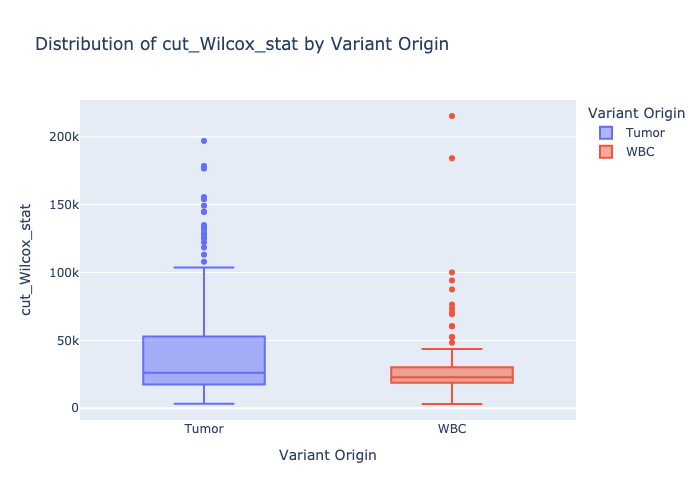 Distribution of cut_Wilcox_stat by Variant Origin
Variant Origin
Tumor
WBC
200k
150k
100k
50k
0
cut_Wilcox_stat
Tumor
WBC
Variant Origin